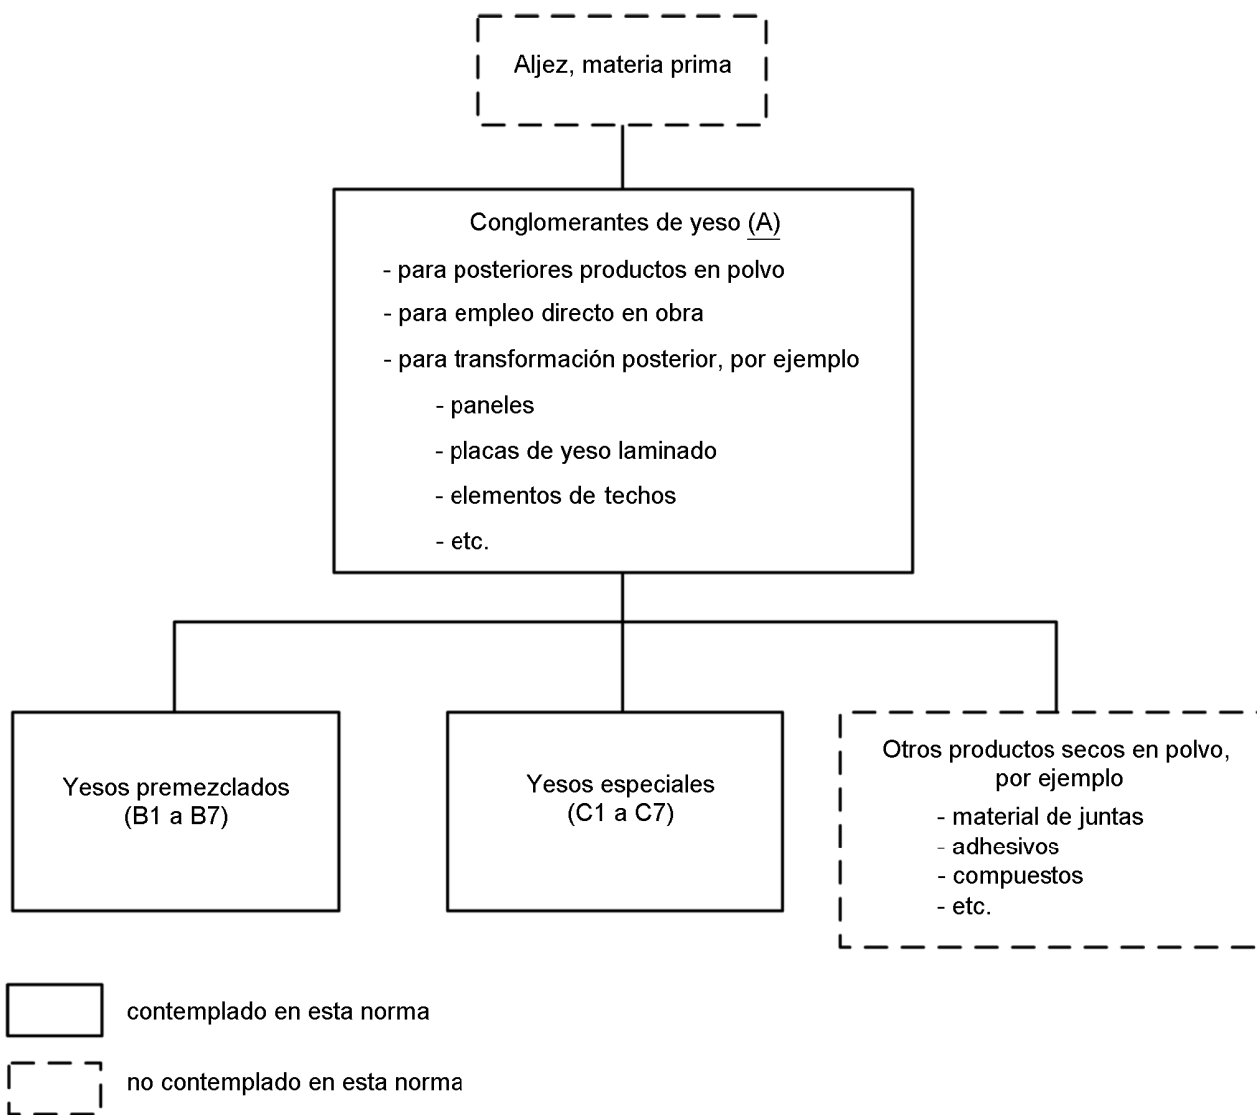 Aljez, materia prima
Conglomerantes de yeso (A)
- para posteriores productos en polvo
- para empleo directo en obra
- para transformación posterior, por ejemplo
- paneles
- placas de yeso laminado
- elementos de techos
- etc.
Yesos premezclados
(B1 a B7)
Yesos especiales
(C1 a C7)
Otros productos secos en polvo,
por ejemplo
- material de juntas
- adhesivos
- compuestos
- etc.
contemplado en esta norma
no contemplado en esta norma